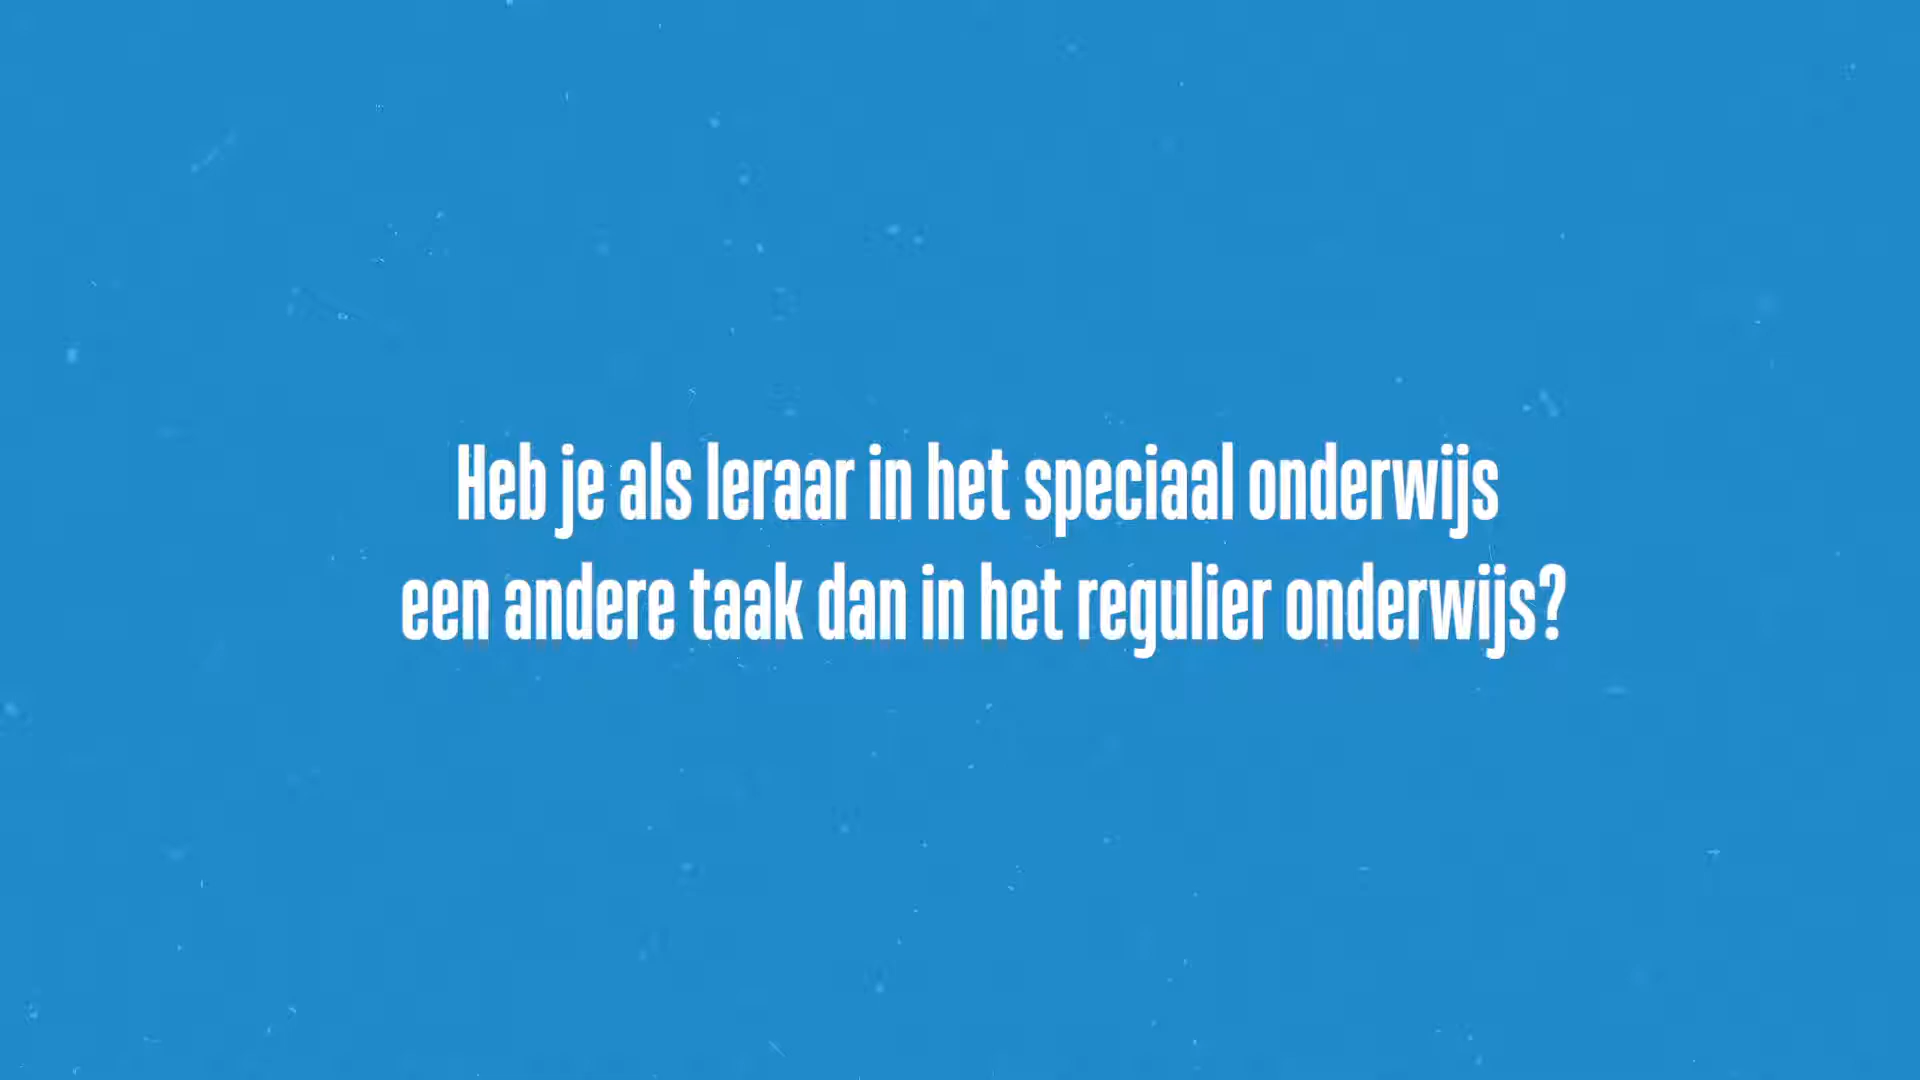 Heb je als leraar in het speciaal onderwijs
een andere taak dan in het regulier onderwijs?